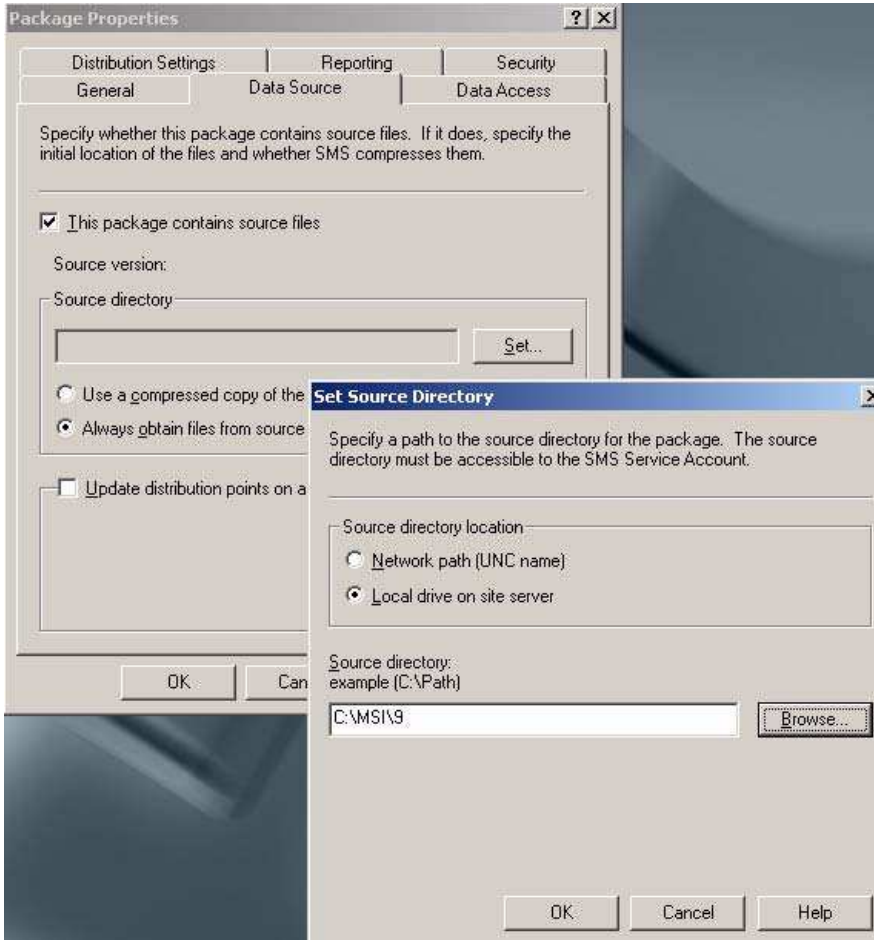 Package Properties
Distribution Settings
Reporting
Security
General
Data Source
Data Access
Specify whether this package contains source files. If it does, specify the
initial location of the files and whether SMS compresses them.
This package contains source files
Source version:
Source directory
Set...
Use a compressed copy of the
Always obtain files from source
Update distribution points on a
OK
Can
Set Source Directory
Specify a path to the source directory for the package. The source
directory must be accessible to the SMS Service Account.
Source directory location
Network path (UNC name)
Local drive on site server
Source directory:
example (C:\Path)
C:\MSI\9
Browse...
OK
Cancel
Help